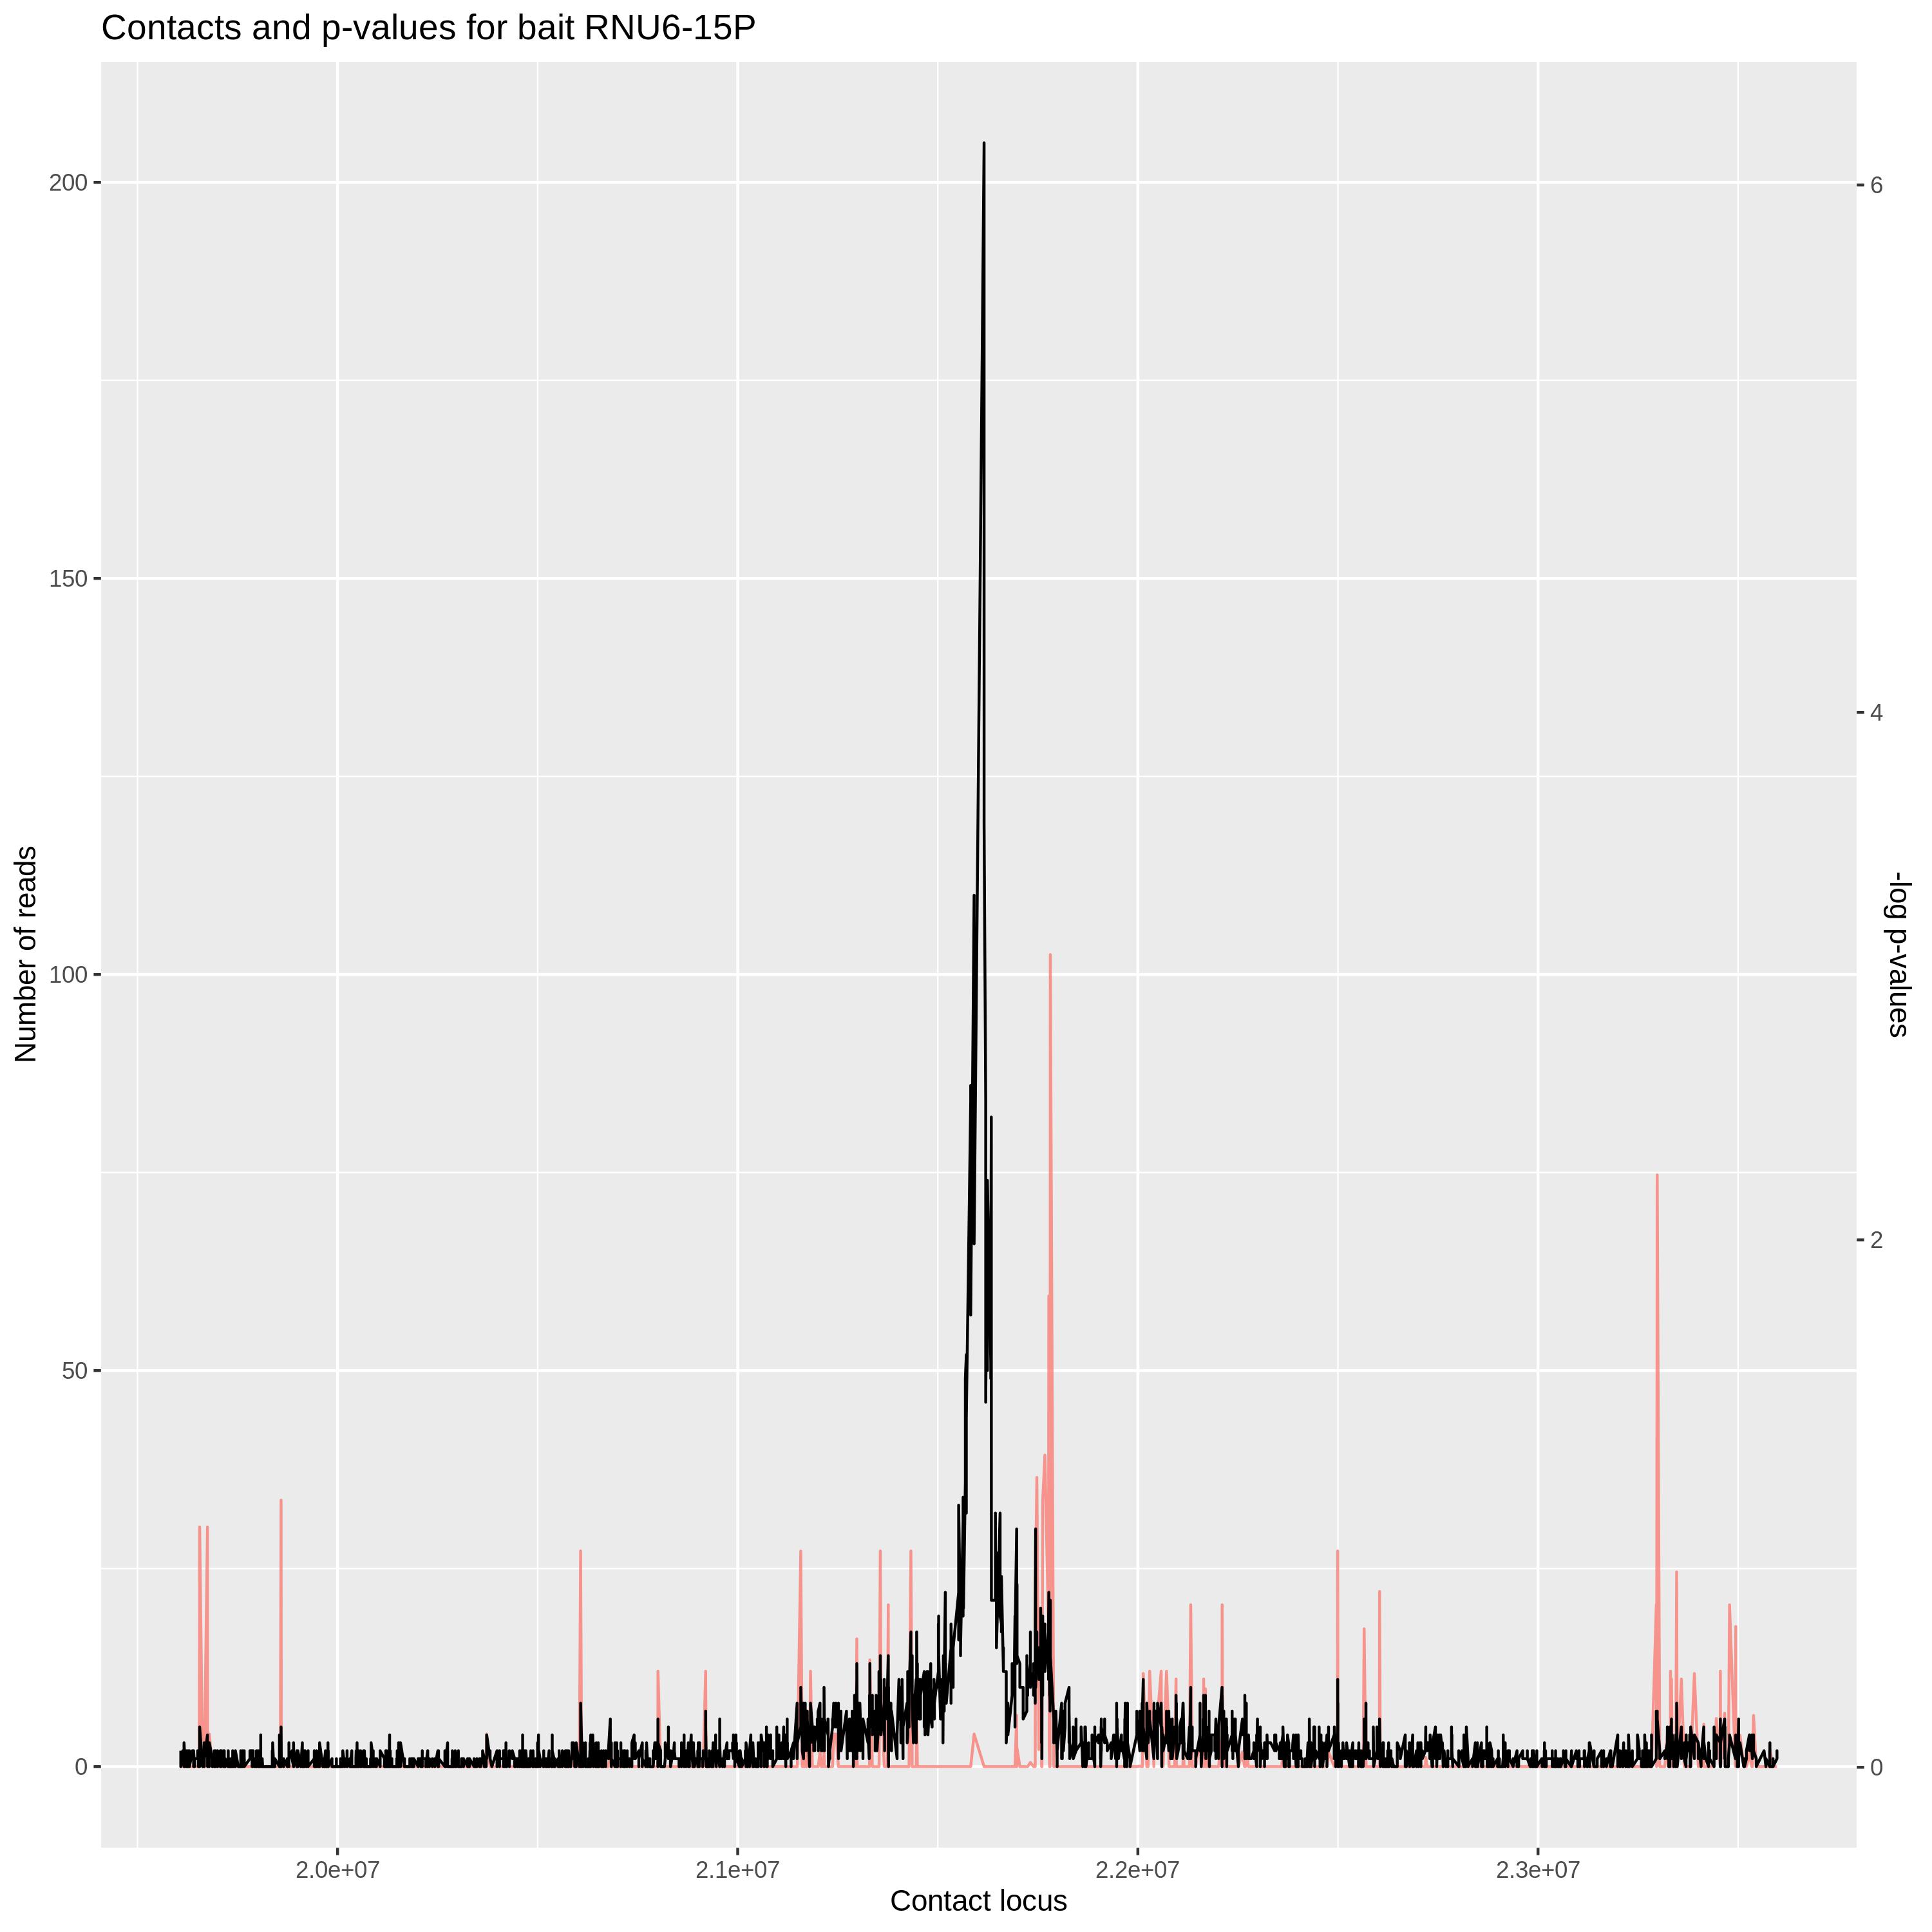 Contacts and p-values for bait RNU6-15P
200
150
100
50
0
Number of reads
6
4
2
0
-log p-values
2.0e+07
2.1e+07
2.2e+07
2.3e+07
Contact locus